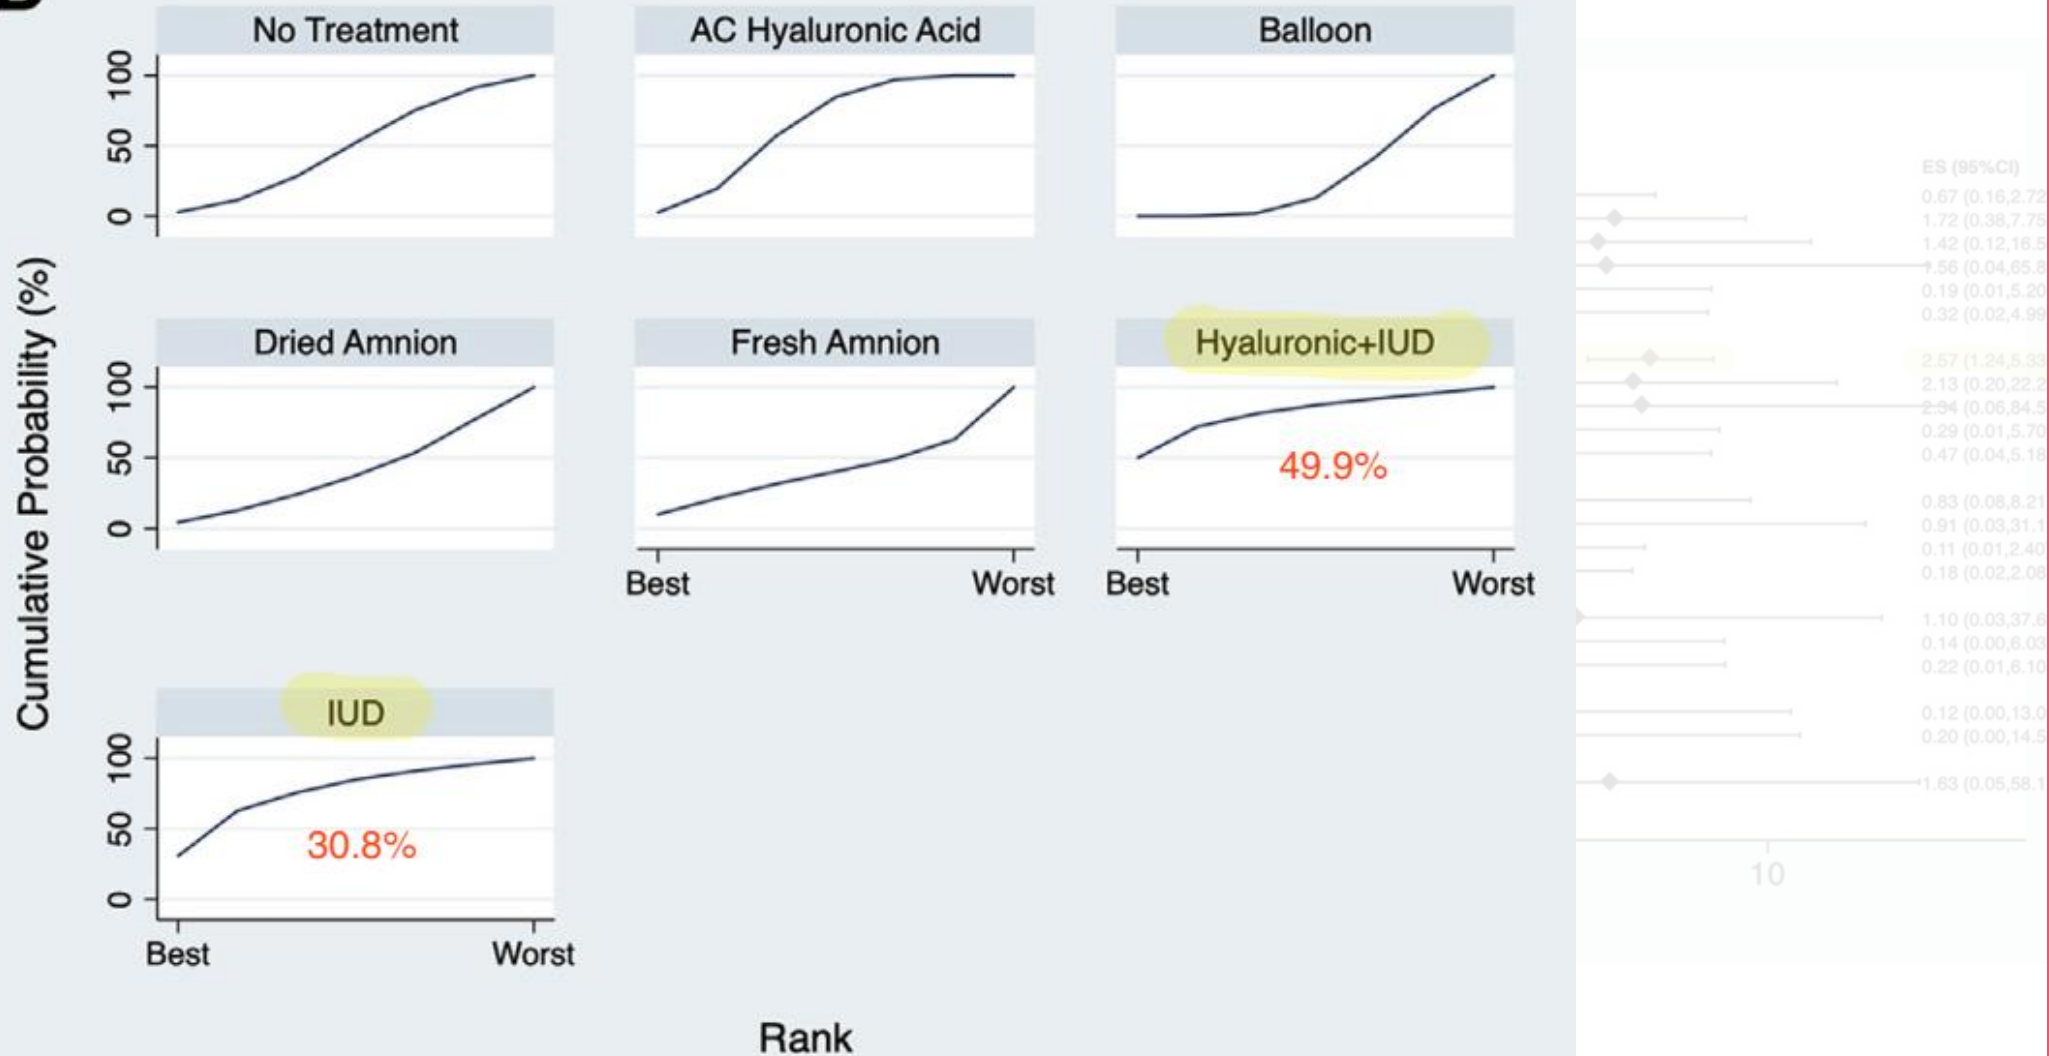 No Treatment
AC Hyaluronic Acid
Balloon
100
50
0
Dried Amnion
Fresh Amnion
Hyaluronic+IUD
100
50
0
49.9%
Best
Worst
Best
Worst
IUD
100
50
0
30.8%
Best
Worst
Cumulative Probability (%)
Rank
ES (95%CI)
0.67 (0.16,2.72
1.72 (0.38,7.75
1.42 (0.12,16.5
1.56 (0.04,65.8
0.19 (0.01,5.20
0.32 (0.02,4.99
2.57 (1.24,5.33
2.13 (0.20,22.2
2.34 (0.06,84.5
0.29 (0.01,5.70
0.47 (0.04,5.18
0.83 (0.08,8.21
0.91 (0.03,31.1
0.11 (0.01,2.40
0.18 (0.02,2.08
1.10 (0.03,37.6
0.14 (0.00,6.03
0.22 (0.01,6.10
0.12 (0.00,13.0
0.20 (0.00,14.5
1.63 (0.05,58.1
10